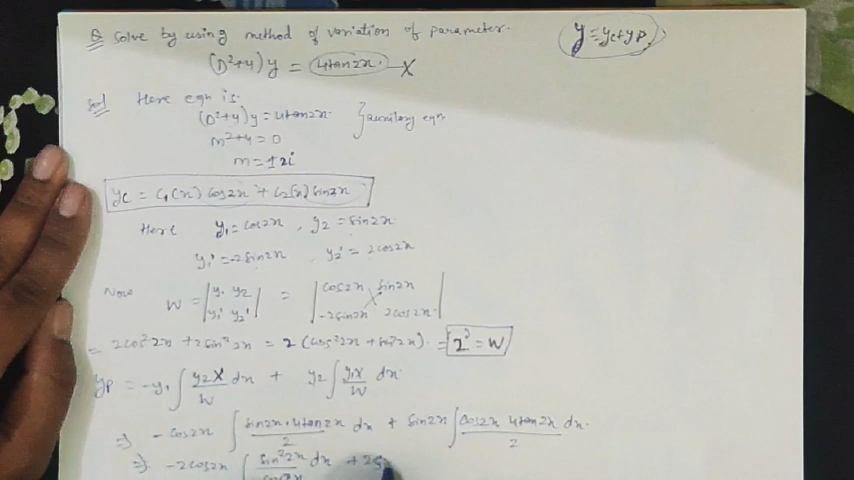 Q Solve by using method of variation of parameter.
y = yc+yp
(D²+4) y = 4tan2x. — X
Sol Here eqn is.
(D²+4)y = 4tan2x. } auxiliary eqn
m²+4 = 0
m = ±2i
yc = C₁(x) cos2x + C₂(x) sin2x
Here y₁ = cos2x , y₂ = sin2x.
y₁' = -2sin2x , y₂' = 2cos2x
Now W = | y₁ y₂ | = | cos2x sin2x |
| y₁' y₂' | | -2sin2x 2cos2x. |
= 2cos²2x + 2sin²2x = 2 (cos²2x + sin²2x). = 2 = W
yp = -y₁ ∫ y₂X/W dx + y₂ ∫ y₁X/W dx.
⇒ -cos2x ∫ sin2x.4tan2x/2 dx + sin2x ∫ cos2x 4tan2x/2 dx.
⇒ -2cos2x ∫ sin²2x/cos2x dx + 2s